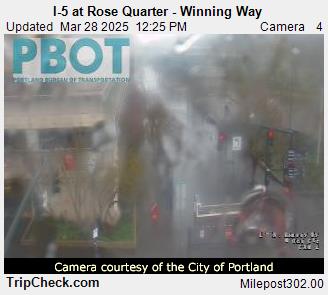 I-5 at Rose Quarter - Winning Way
Updated Mar 28 2025 12:25 PM Camera 4
PBOT
PORTLAND BUREAU OF TRANSPORTATION
Camera courtesy of the City of Portland
TripCheck.com Milepost302.00